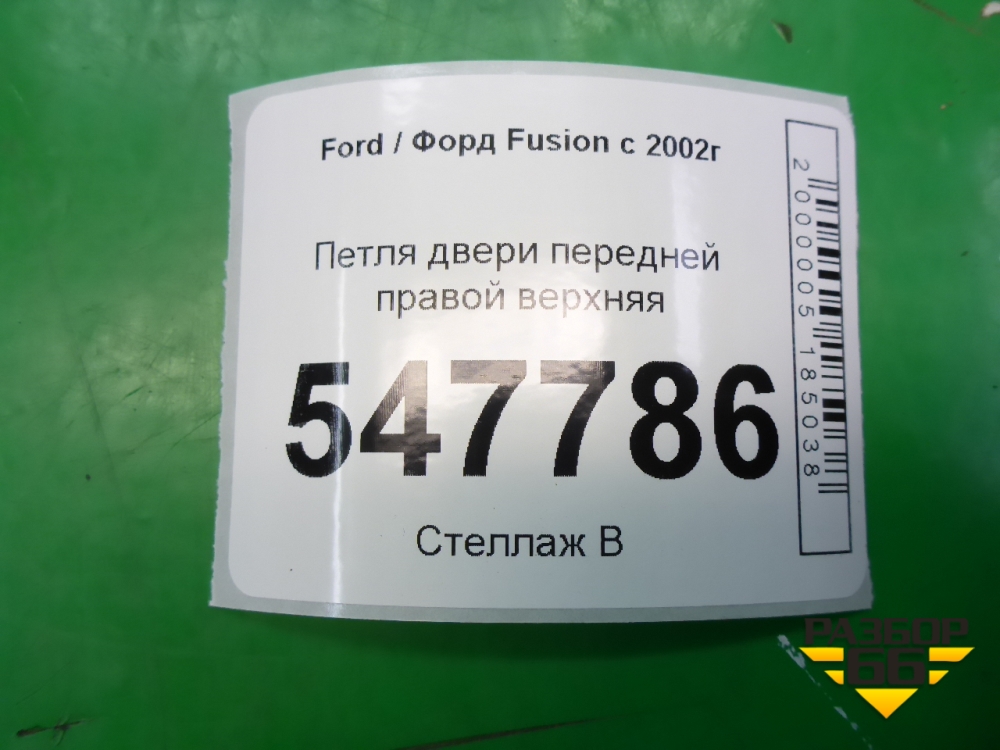 Ford / Форд Fusion с 2002г
Петля двери передней
правой верхняя
547786
Стеллаж В
2000005185038
РАЗБОР
66